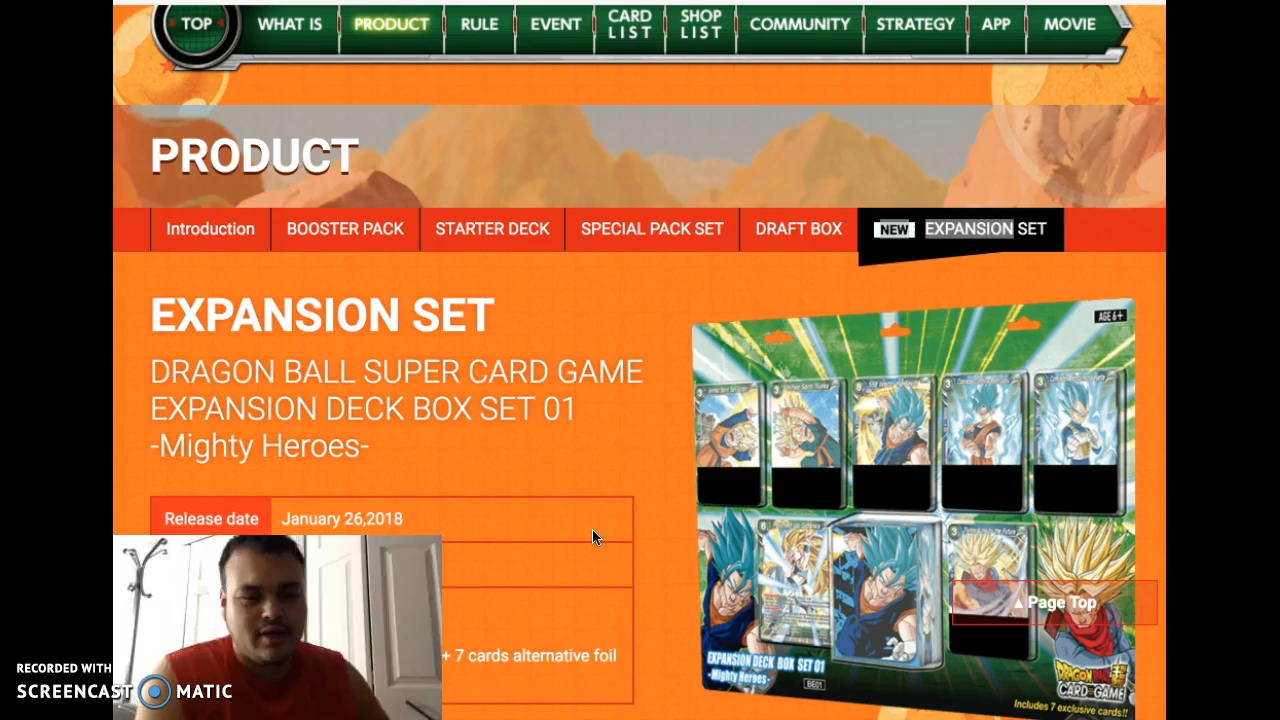 TOP
WHAT IS
PRODUCT
RULE
EVENT
CARD
LIST
SHOP
LIST
COMMUNITY
STRATEGY
APP
MOVIE
PRODUCT
Introduction
BOOSTER PACK
STARTER DECK
SPECIAL PACK SET
DRAFT BOX
NEW EXPANSION SET
EXPANSION SET
DRAGON BALL SUPER CARD GAME
EXPANSION DECK BOX SET 01
-Mighty Heroes-
Release date January 26,2018
+ 7 cards alternative foil
AGE 6+
▲Page Top
EXPANSION DECK BOX SET 01
-Mighty Heroes-
BE01
DRAGON BALL
CARD GAME
Includes 7 exclusive cards!!
RECORDED WITH
SCREENCAST MATIC